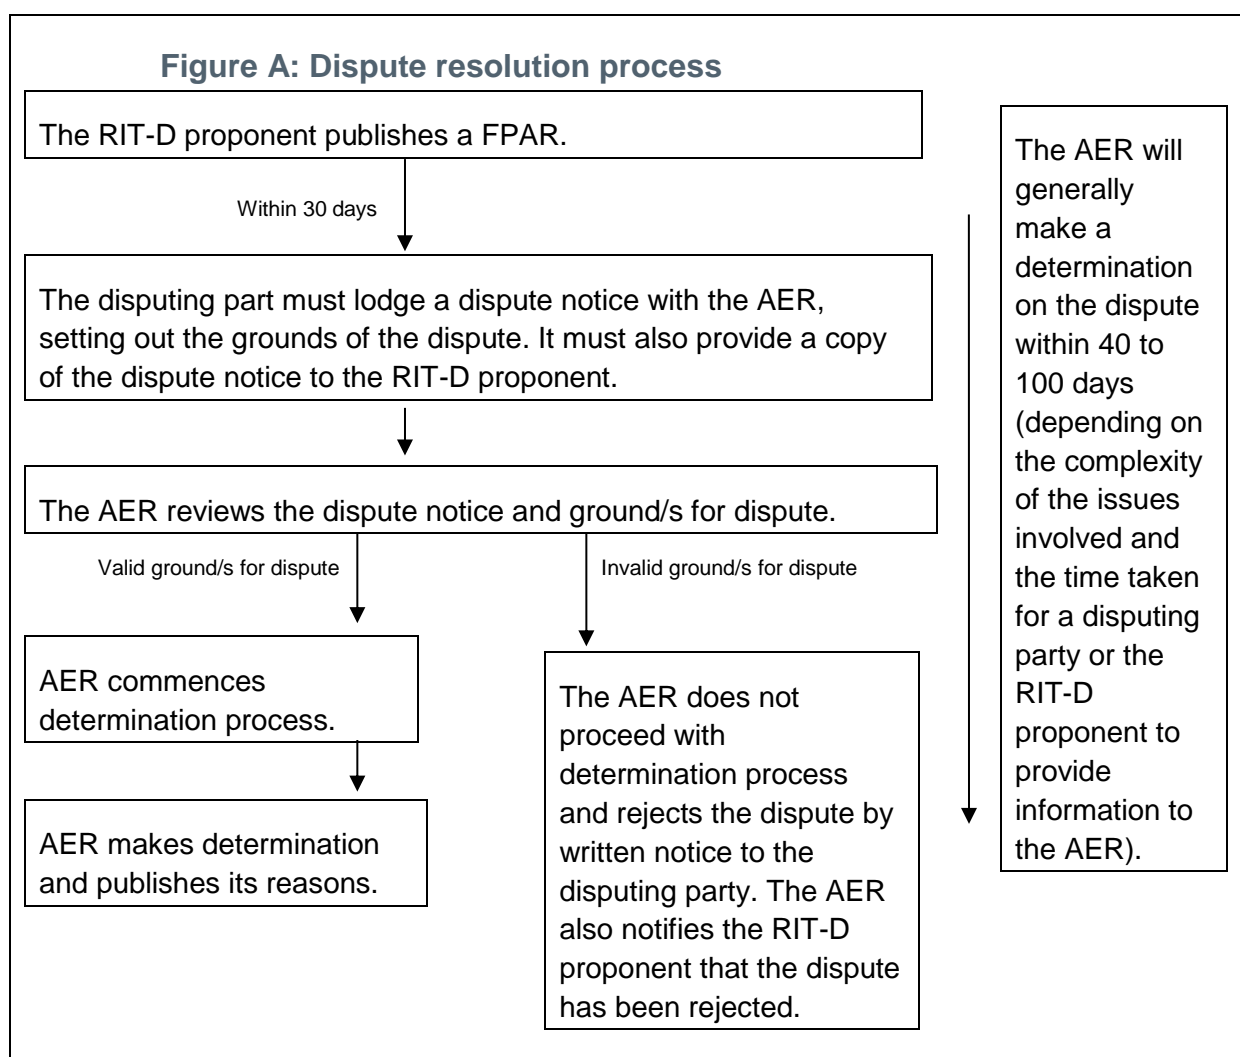 Figure A: Dispute resolution process
The RIT-D proponent publishes a FPAR.
Within 30 days
The disputing part must lodge a dispute notice with the AER,
setting out the grounds of the dispute. It must also provide a copy
of the dispute notice to the RIT-D proponent.
The AER reviews the dispute notice and ground/s for dispute.
Valid ground/s for dispute
Invalid ground/s for dispute
AER commences
determination process.
AER makes determination
and publishes its reasons.
The AER does not
proceed with
determination process
and rejects the dispute by
written notice to the
disputing party. The AER
also notifies the RIT-D
proponent that the dispute
has been rejected.
The AER will
generally
make a
determination
on the dispute
within 40 to
100 days
(depending on
the complexity
of the issues
involved and
the time taken
for a disputing
party or the
RIT-D
proponent to
provide
information to
the AER).